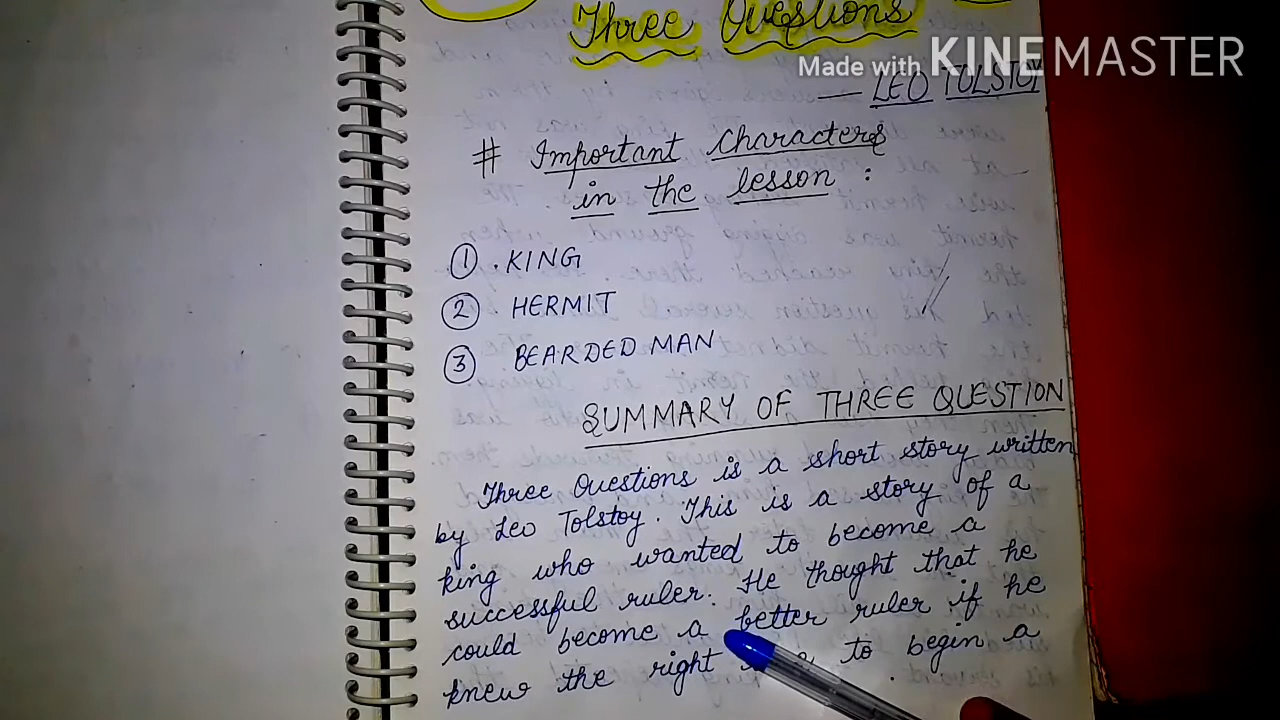 Three Questions
Made with KINEMASTER
— LEO TOLSTOY
# Important Characters
in the lesson :
① . KING
② . HERMIT
③ BEARDED MAN
SUMMARY OF THREE QUESTION
Three Questions is a short story written
by Leo Tolstoy. This is a story of a
king who wanted to become a
successful ruler. He thought that he
could become a better ruler if he
knew the right to begin a